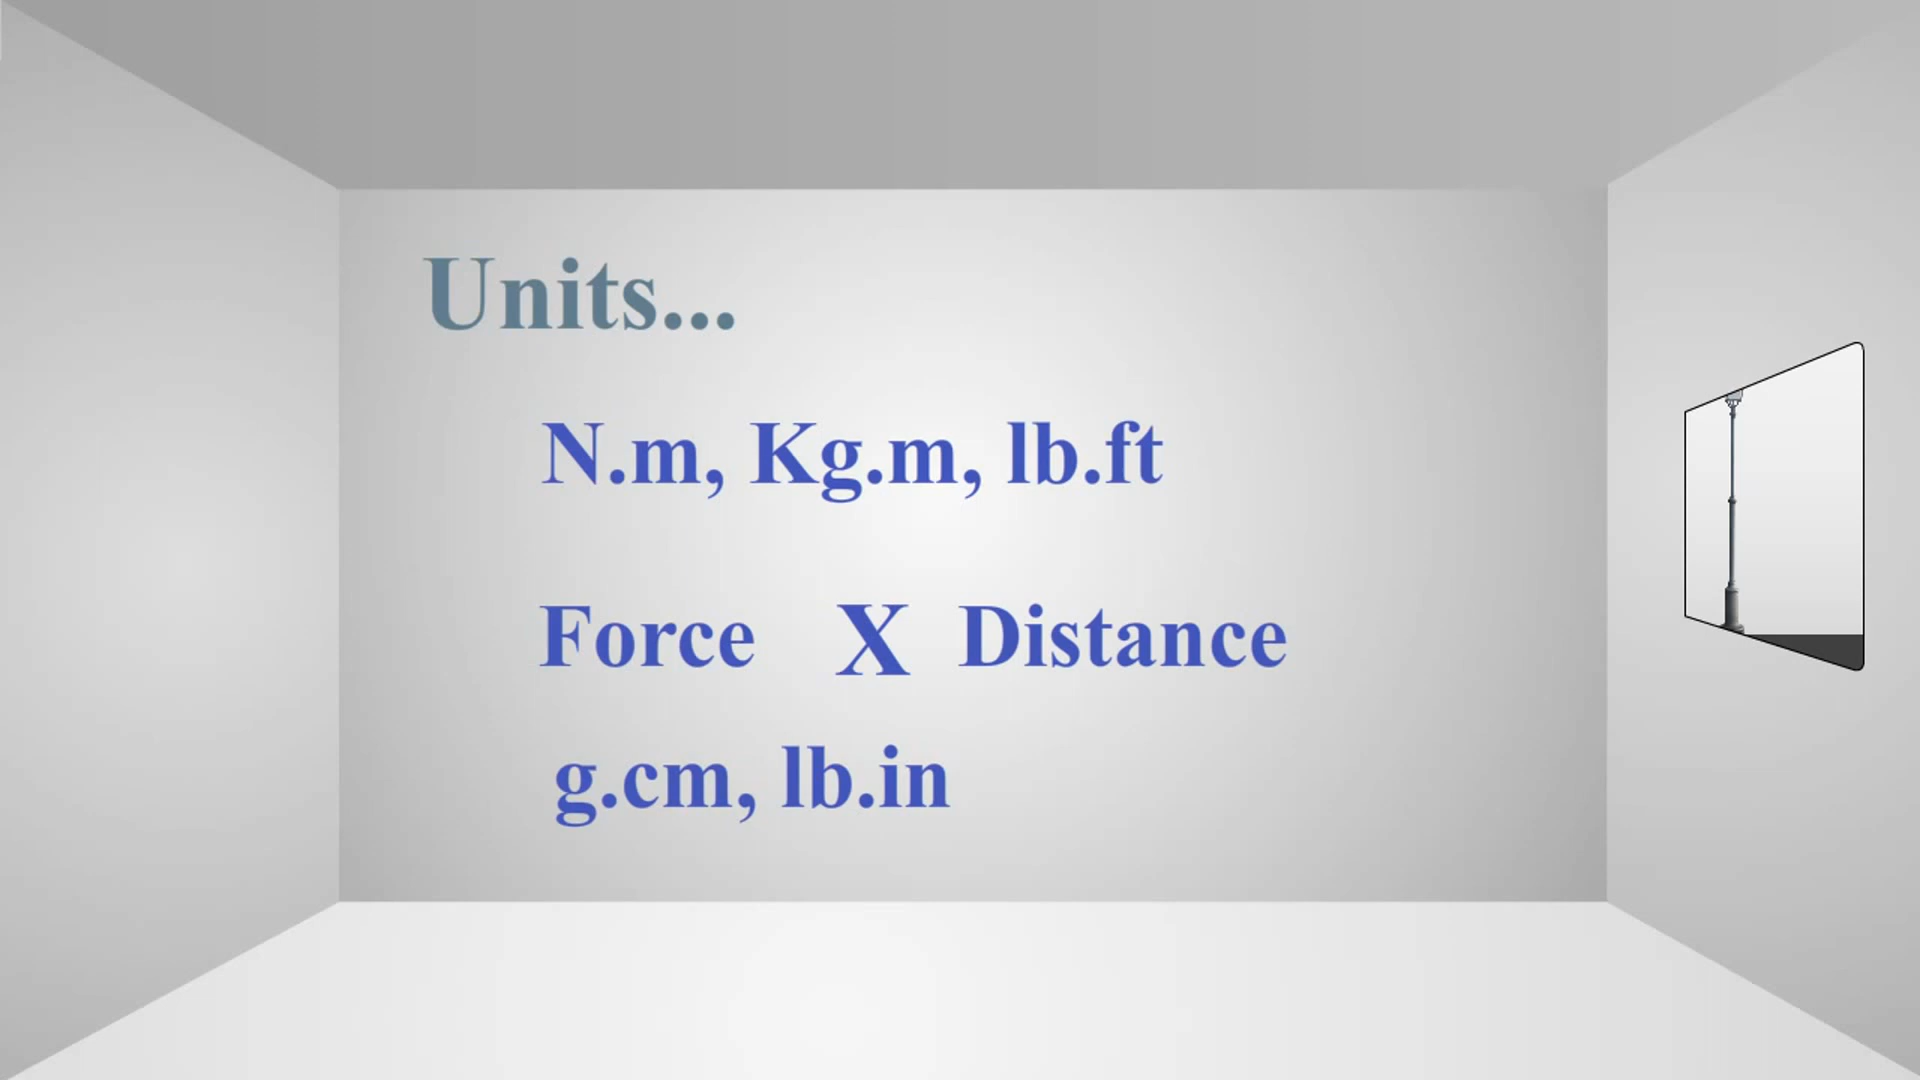 Units...
N.m, Kg.m, lb.ft
Force X Distance
g.cm, lb.in